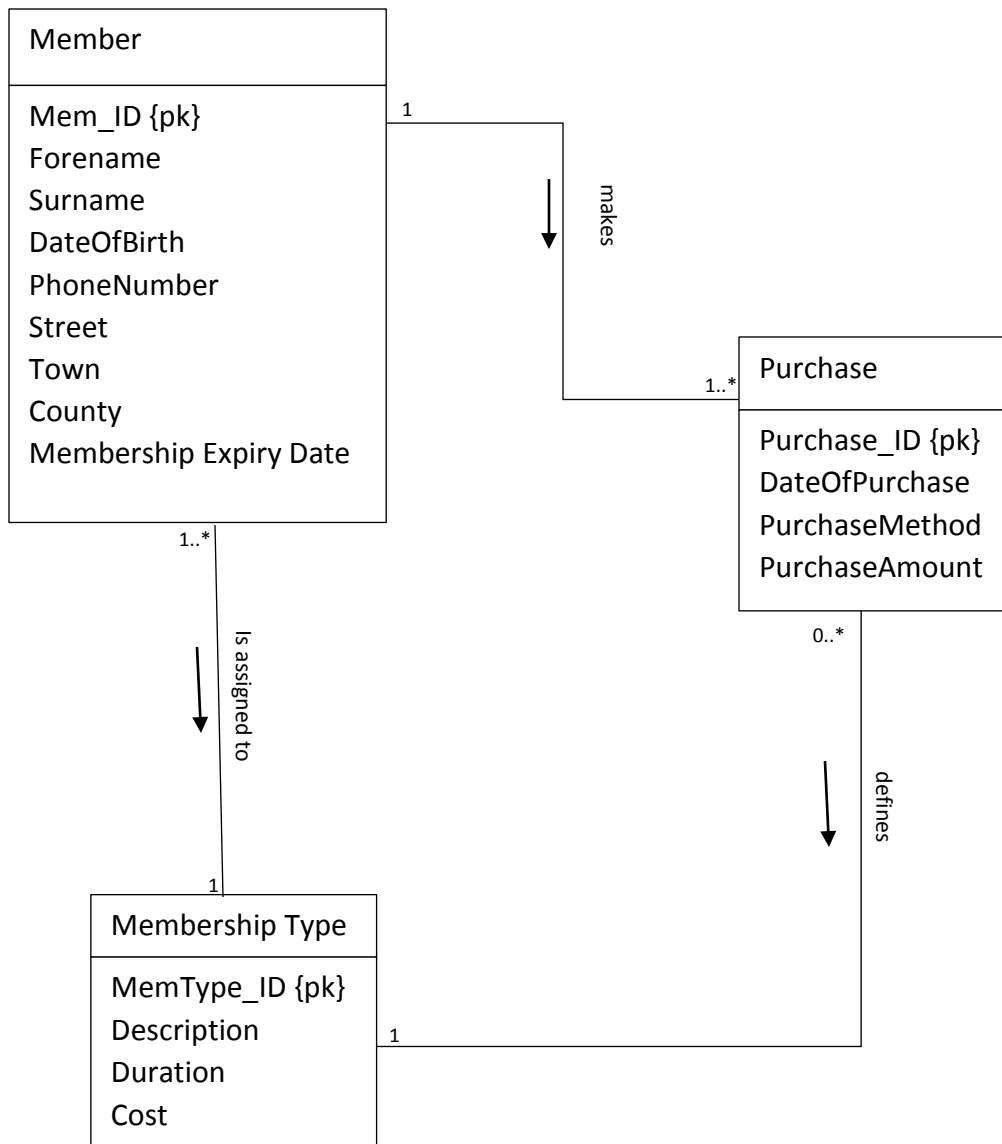 Member
Mem_ID {pk}
Forename
Surname
DateOfBirth
PhoneNumber
Street
Town
County
Membership Expiry Date
1
makes
1..*
Purchase
Purchase_ID {pk}
DateOfPurchase
PurchaseMethod
PurchaseAmount
1..*
Is assigned to
1
0..*
defines
1
Membership Type
MemType_ID {pk}
Description
Duration
Cost